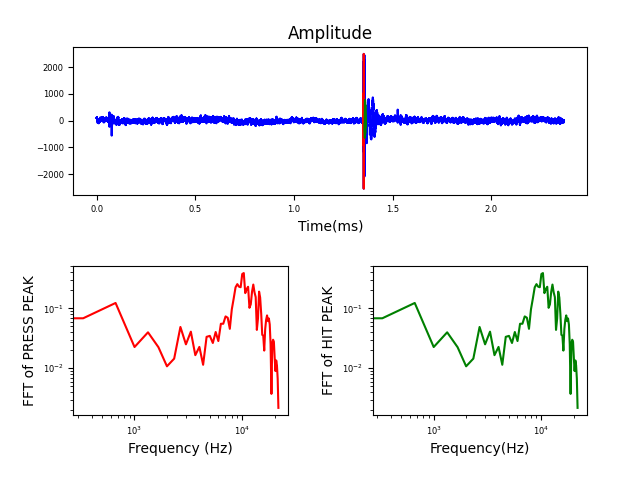 Amplitude
2000
1000
0
−1000
−2000
0.0 0.5 1.0 1.5 2.0
Time(ms)
FFT of PRESS PEAK
10⁻¹
10⁻²
10³ 10⁴
Frequency (Hz)
FFT of HIT PEAK
10⁻¹
10⁻²
10³ 10⁴
Frequency(Hz)